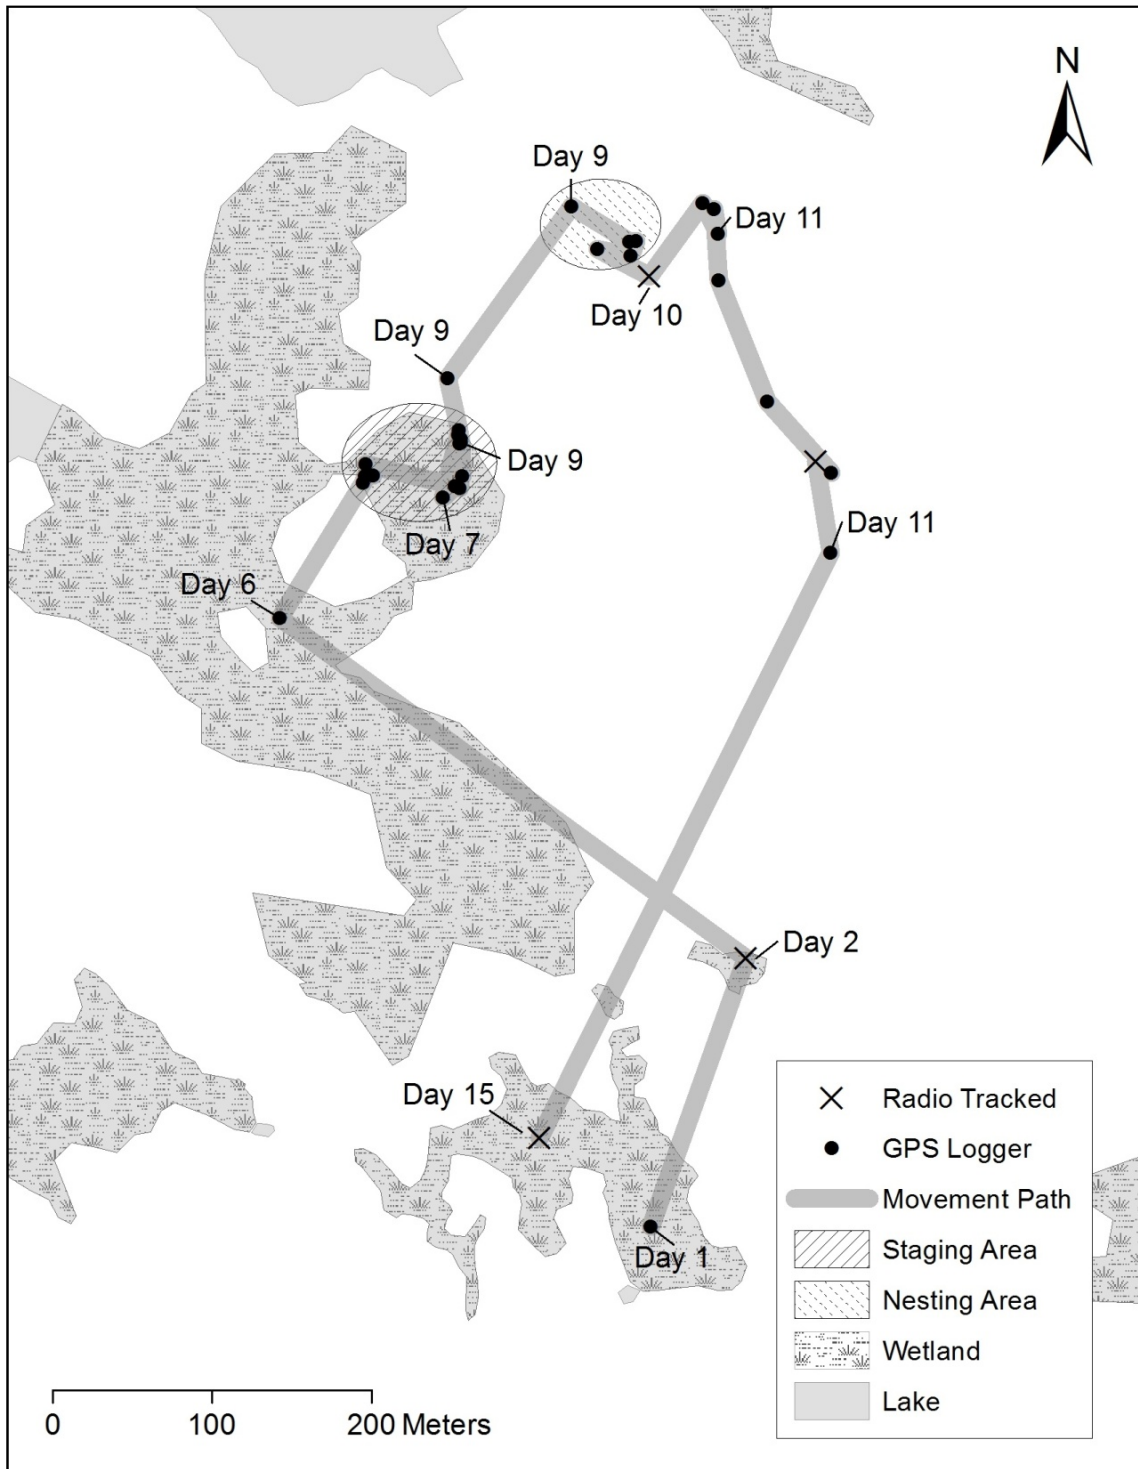 N
Day 9
Day 11
Day 10
Day 9
Day 9
Day 11
Day 7
Day 6
Day 2
Day 15
Day 1
Radio Tracked
GPS Logger
Movement Path
Staging Area
Nesting Area
Wetland
Lake
0 100 200 Meters